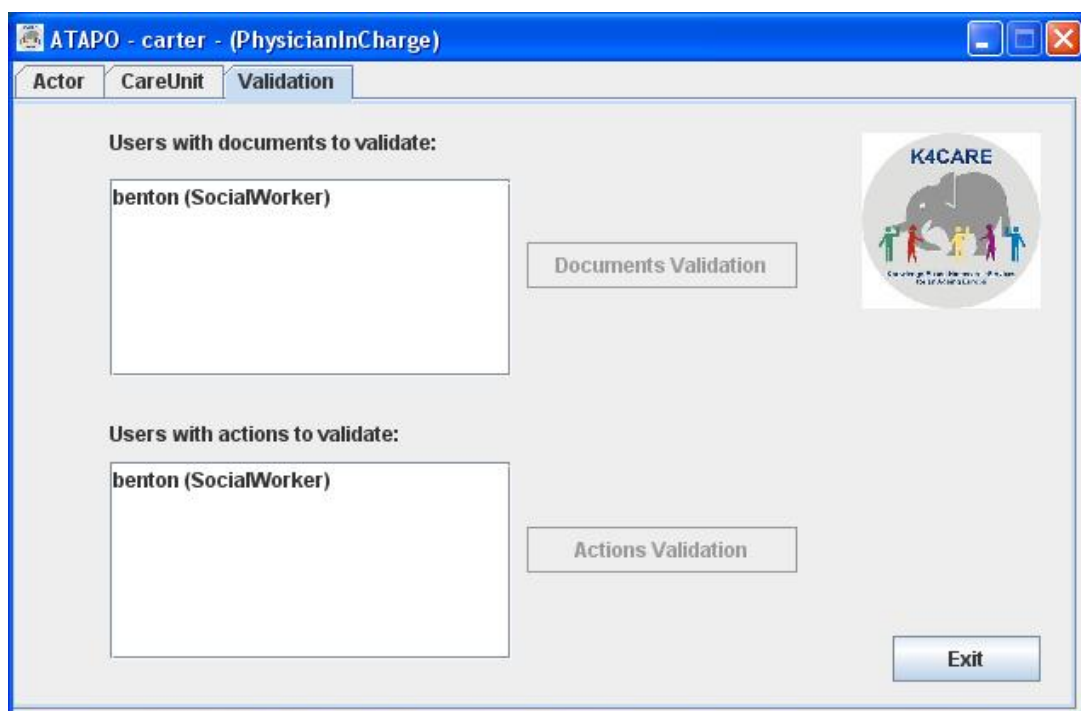 ATAPO - carter - (PhysicianInCharge)
Actor CareUnit Validation
Users with documents to validate:
benton (SocialWorker)
Documents Validation
K4CARE
Users with actions to validate:
benton (SocialWorker)
Actions Validation
Exit